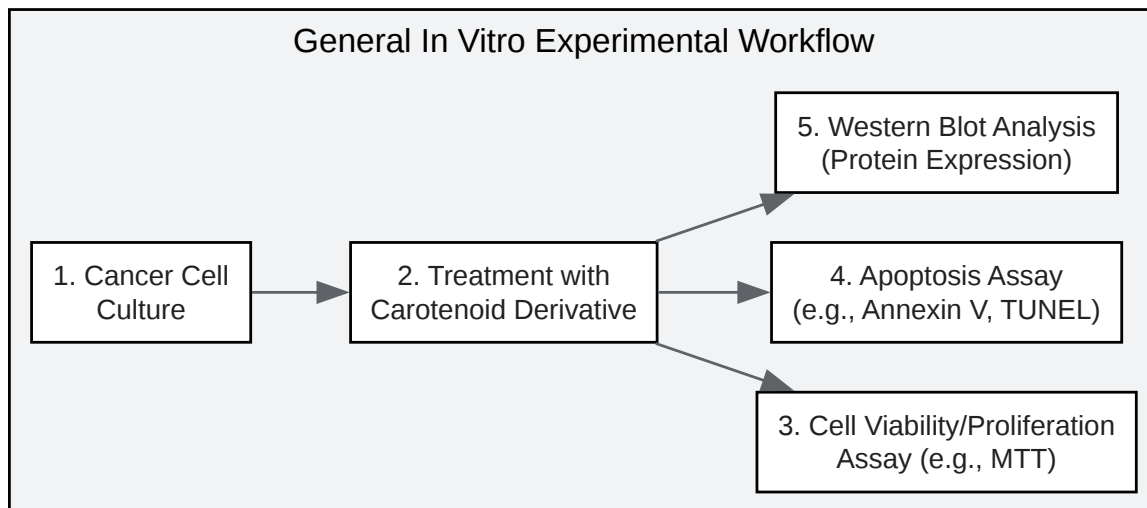 General In Vitro Experimental Workflow
5. Western Blot Analysis
(Protein Expression)
1. Cancer Cell
Culture
2. Treatment with
Carotenoid Derivative
4. Apoptosis Assay
(e.g., Annexin V, TUNEL)
3. Cell Viability/Proliferation
Assay (e.g., MTT)